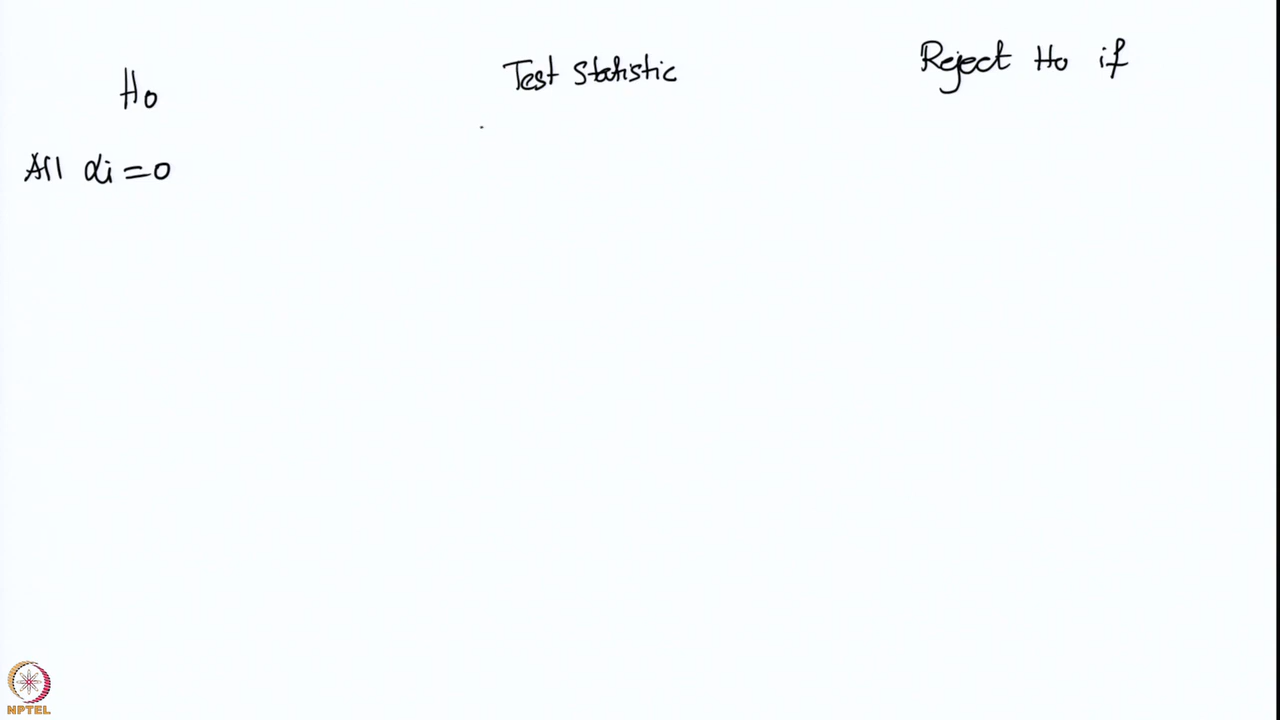 H₀ Test Statistic Reject H₀ if
All αi = 0
NPTEL